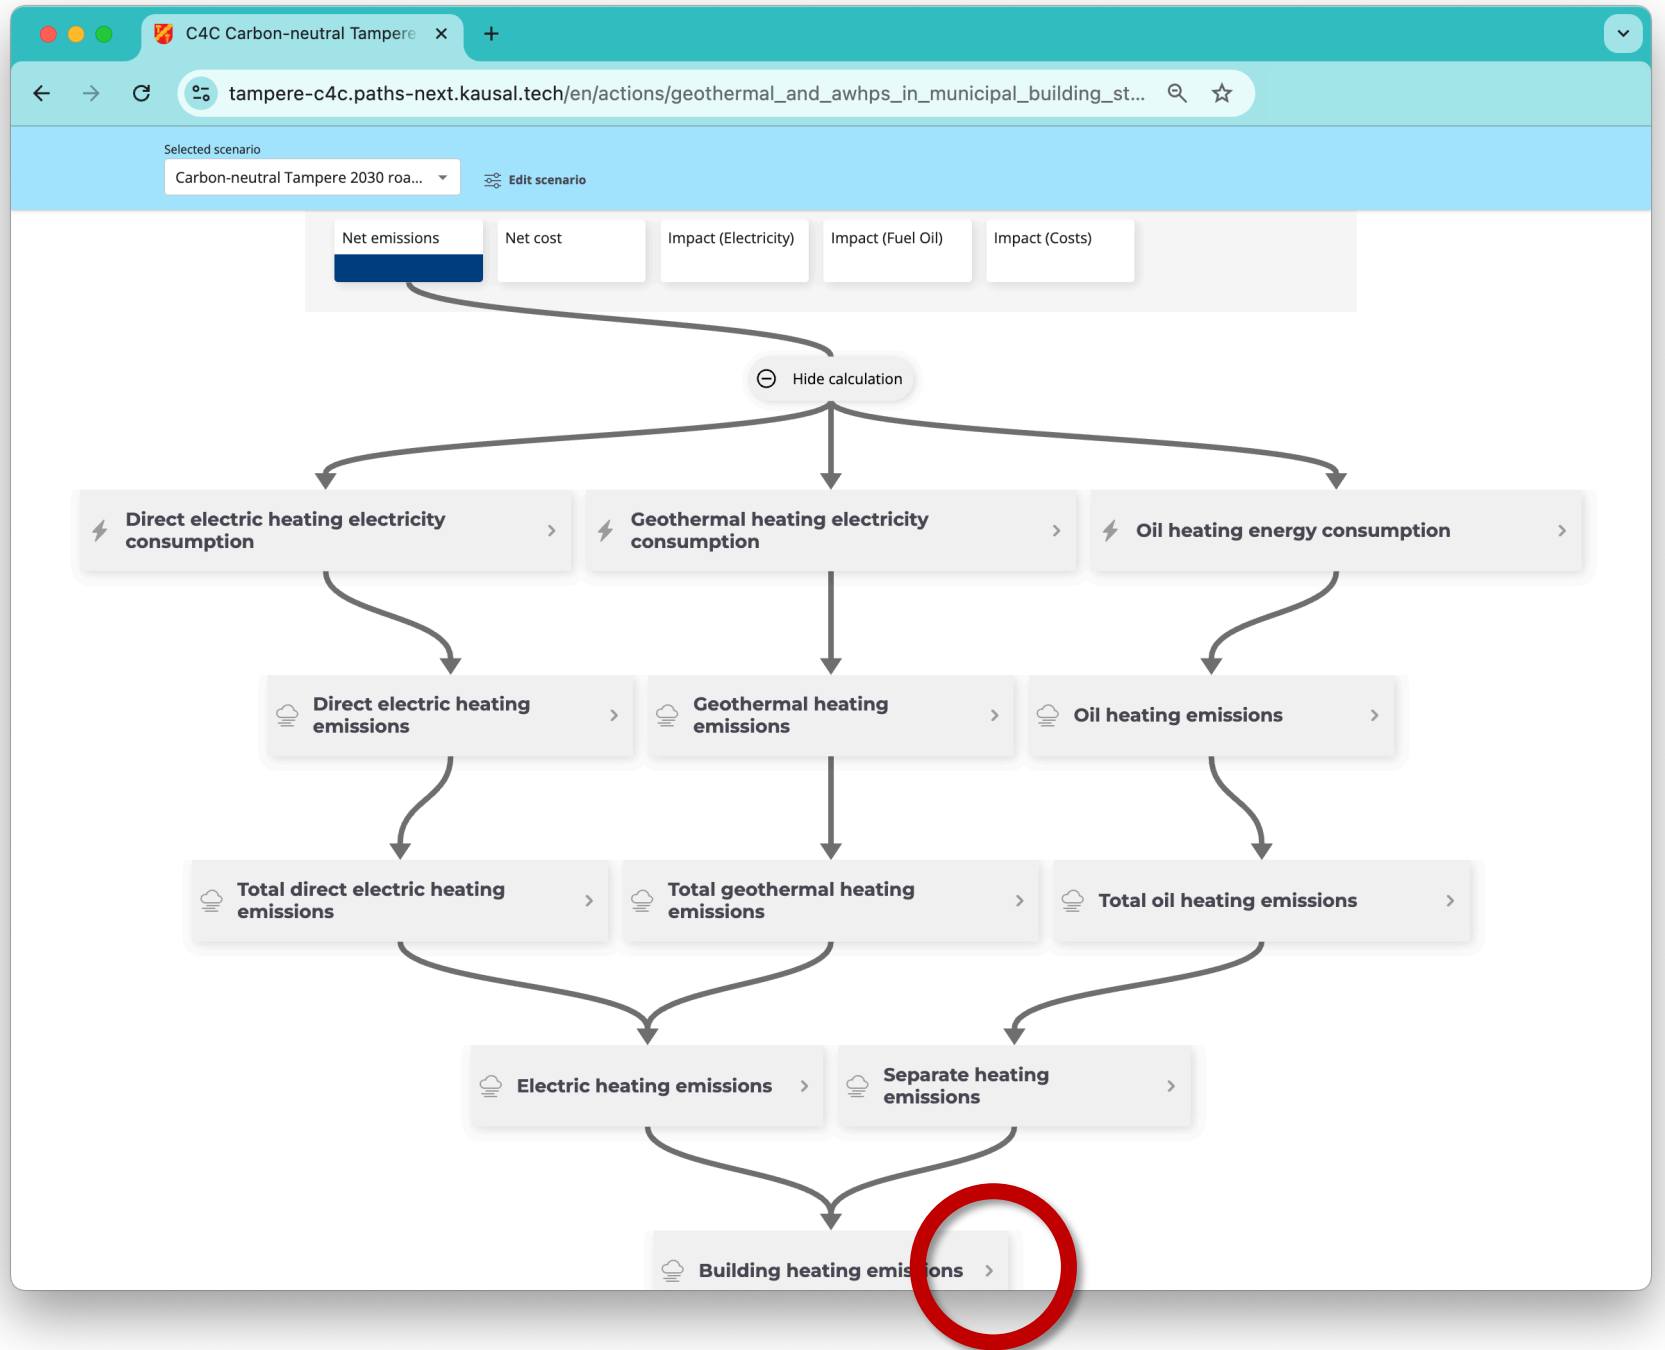 C4C Carbon-neutral Tampere
tampere-c4c.paths-next.kausal.tech/en/actions/geothermal_and_awhps_in_municipal_building_st...
Selected scenario
Carbon-neutral Tampere 2030 roa...
Edit scenario
Net emissions
Net cost
Impact (Electricity)
Impact (Fuel Oil)
Impact (Costs)
Hide calculation
Direct electric heating electricity
consumption
Geothermal heating electricity
consumption
Oil heating energy consumption
Direct electric heating
emissions
Geothermal heating
emissions
Oil heating emissions
Total direct electric heating
emissions
Total geothermal heating
emissions
Total oil heating emissions
Electric heating emissions
Separate heating
emissions
Building heating emissions